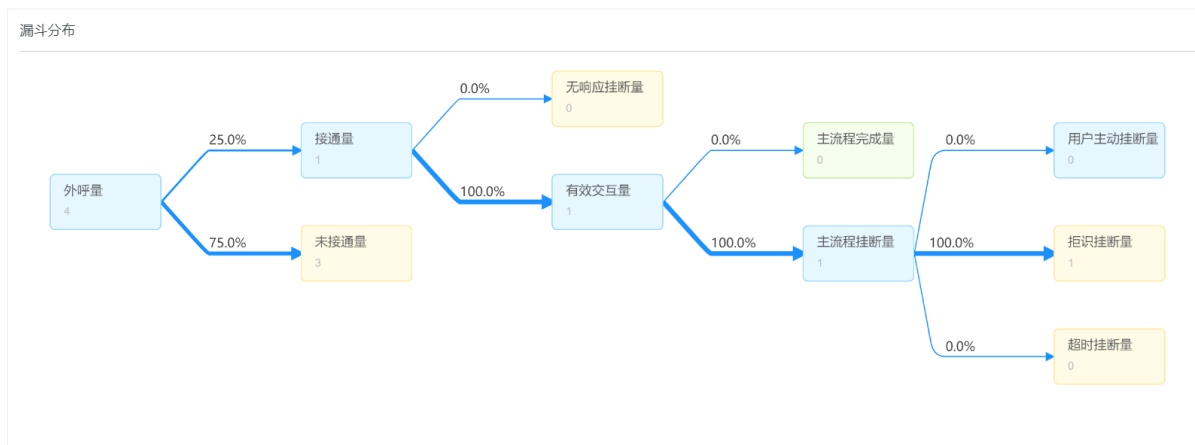 漏斗分布
0.0%
无响应挂断量
0
25.0%
接通量
1
0.0%
主流程完成量
0
0.0%
用户主动挂断量
0
外呼量
4
100.0%
有效交互量
1
75.0%
未接通量
3
100.0%
主流程挂断量
1
100.0%
拒识挂断量
1
0.0%
超时挂断量
0